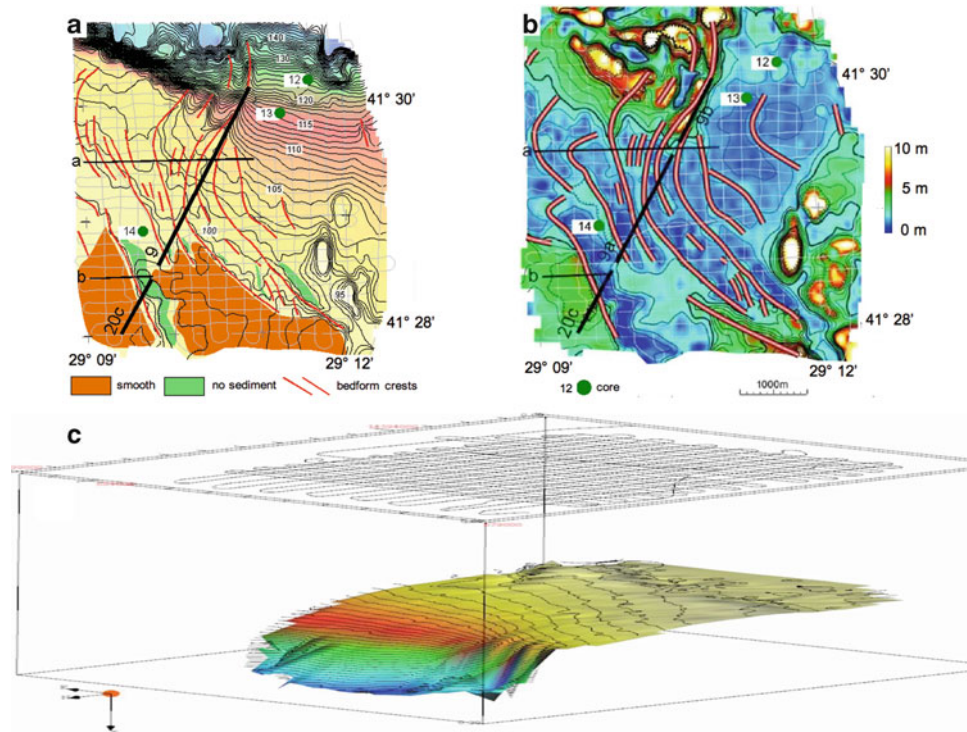 a
140
130
12
120
13
115
110
105
100
95
14
9
20c
a
b
41° 30'
41° 28'
29° 09'
29° 12'
smooth
no sediment
bedform crests
b
12
13
14
9b
9a
20c
a
b
41° 30'
41° 28'
29° 09'
29° 12'
10 m
5 m
0 m
12 core
1000m
c